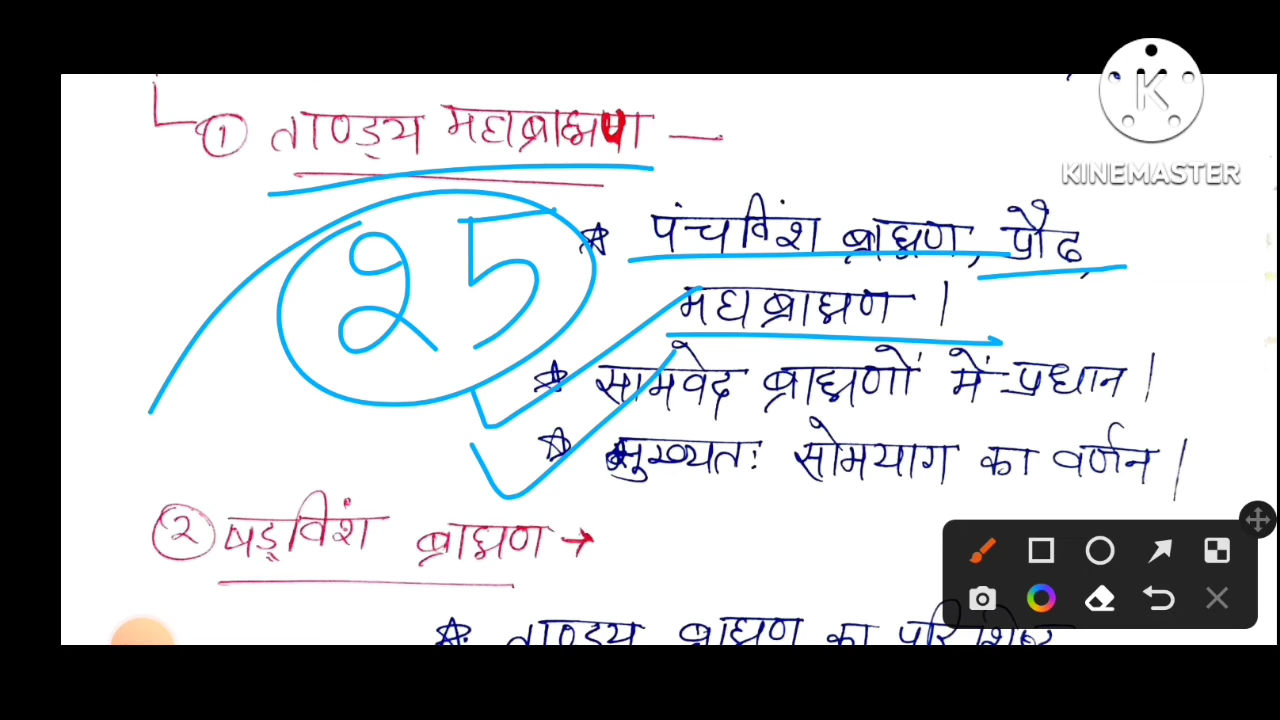 ① ताण्ड्य महाब्राह्मण —
K
KINEMASTER
25
☆ पंचविंश ब्राह्मण, प्रौढ,
महाब्राह्मण ।
☆ सामवेद ब्राह्मणों में प्रधान ।
☆ मुख्यतः सोमयाग का वर्णन ।
② षड्विंश ब्राह्मण →
☆ ताण्ड्य ब्राह्मण का परिशिष्ट